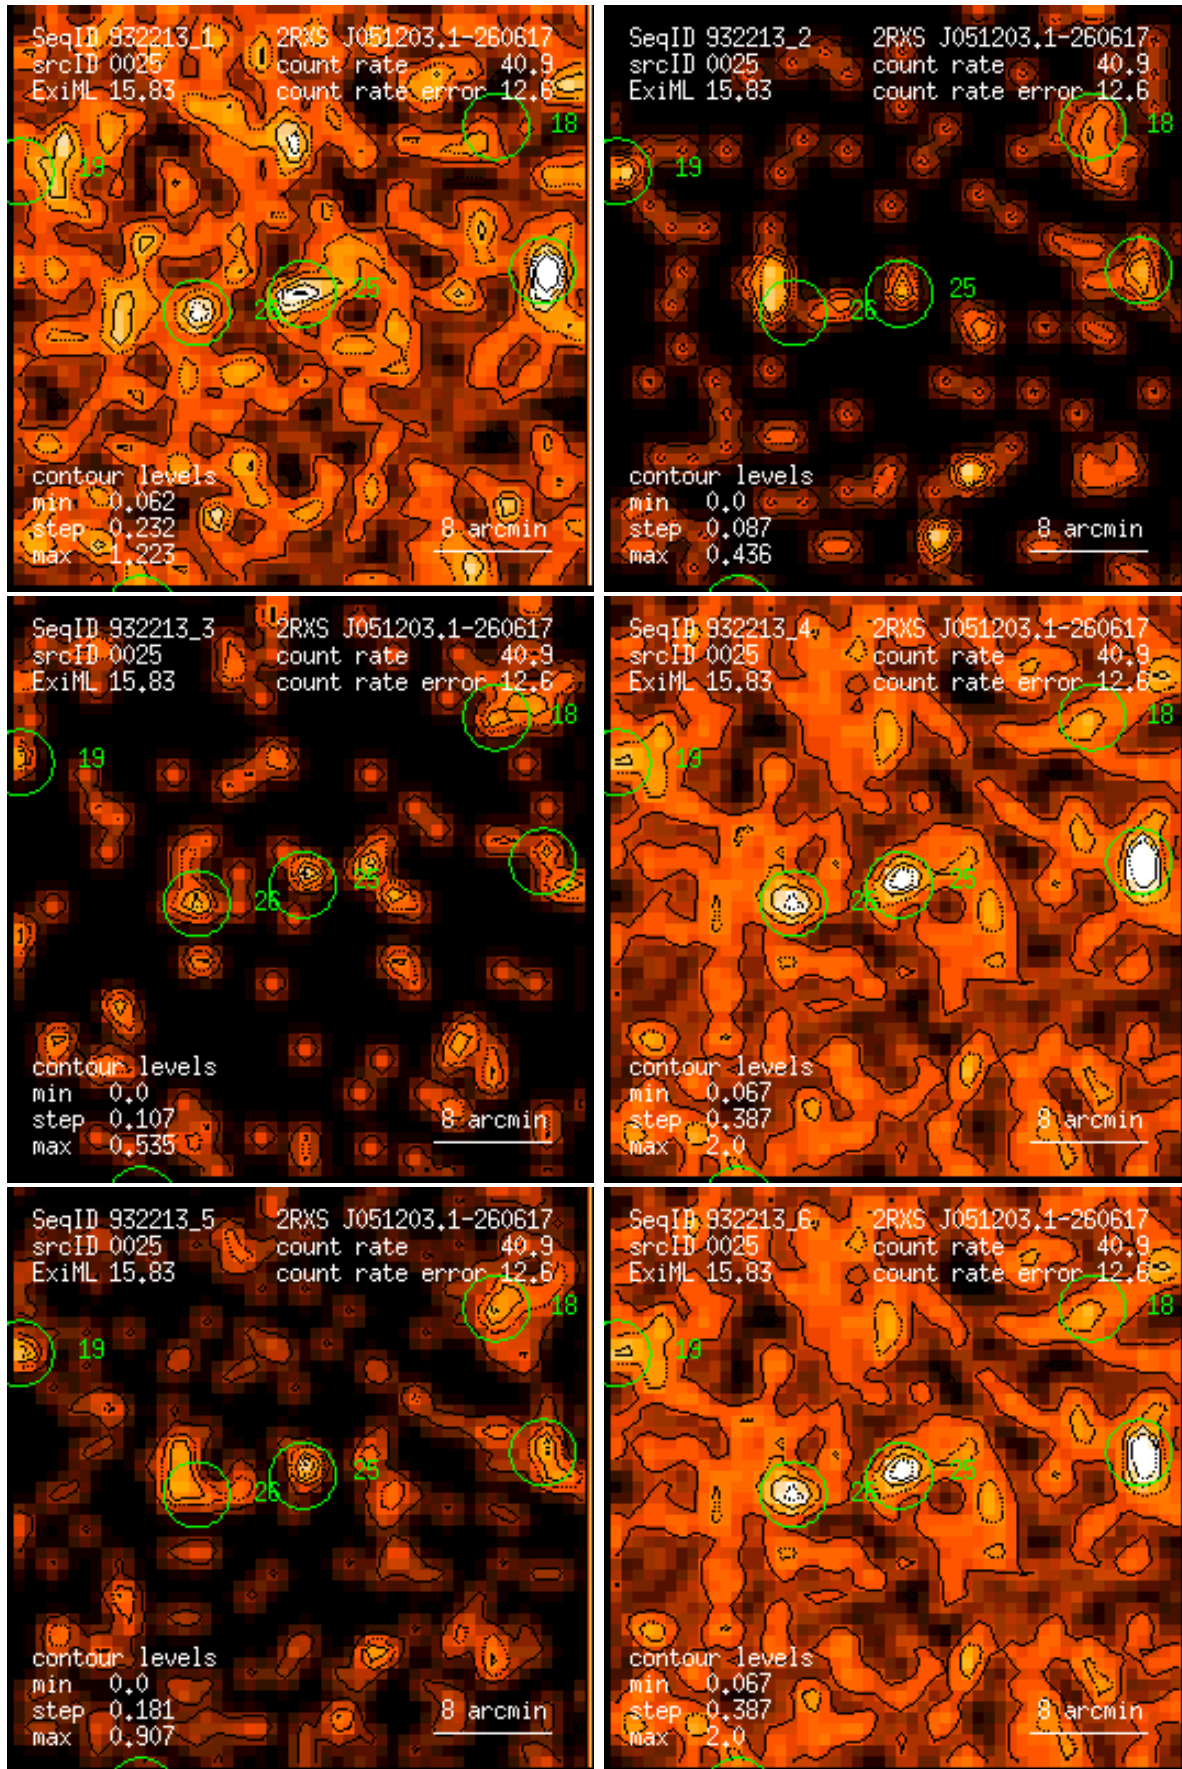 SeqID 932213_1 2RXS J051203.1-260617
srcID 0025 count rate 40.9
ExiML 15.83 count rate error 12.6
18
19
25
26
contour levels
min 0.062
step 0.232 8 arcmin
max 1.223
SeqID 932213_2 2RXS J051203.1-260617
srcID 0025 count rate 40.9
ExiML 15.83 count rate error 12.6
18
19
25
26
contour levels
min 0.0
step 0.087 8 arcmin
max 0.436
SeqID 932213_3 2RXS J051203.1-260617
srcID 0025 count rate 40.9
ExiML 15.83 count rate error 12.6
18
19
25
26
contour levels
min 0.0
step 0.107 8 arcmin
max 0.535
SeqID 932213_4 2RXS J051203.1-260617
srcID 0025 count rate 40.9
ExiML 15.83 count rate error 12.6
18
19
25
26
contour levels
min 0.067
step 0.387 8 arcmin
max 2.0
SeqID 932213_5 2RXS J051203.1-260617
srcID 0025 count rate 40.9
ExiML 15.83 count rate error 12.6
18
19
25
26
contour levels
min 0.0
step 0.181 8 arcmin
max 0.907
SeqID 932213_6 2RXS J051203.1-260617
srcID 0025 count rate 40.9
ExiML 15.83 count rate error 12.6
18
19
25
26
contour levels
min 0.067
step 0.387 8 arcmin
max 2.0